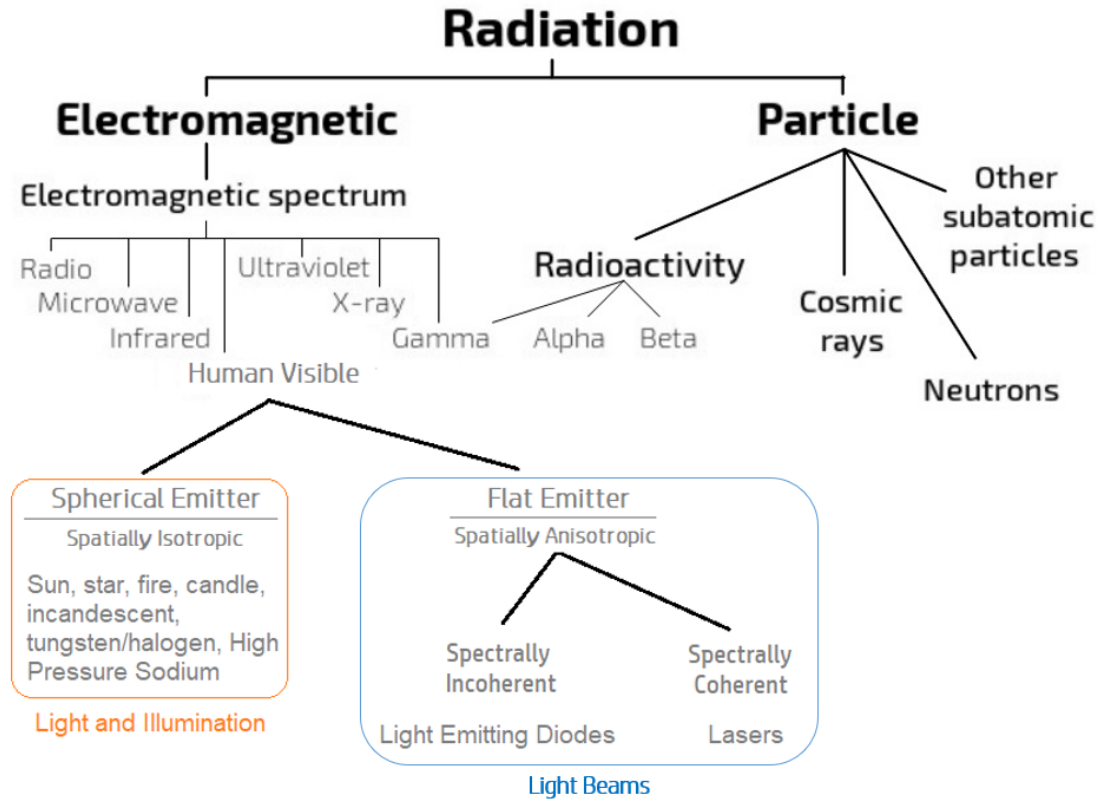 Radiation
Electromagnetic
Particle
Electromagnetic spectrum
Radio
Microwave
Infrared
Human Visible
Ultraviolet
X-ray
Gamma
Radioactivity
Alpha
Beta
Cosmic
rays
Neutrons
Other
subatomic
particles
Spherical Emitter
Spatially Isotropic
Sun, star, fire, candle,
incandescent,
tungsten/halogen, High
Pressure Sodium
Light and Illumination
Flat Emitter
Spatially Anisotropic
Spectrally
Incoherent
Light Emitting Diodes
Spectrally
Coherent
Lasers
Light Beams